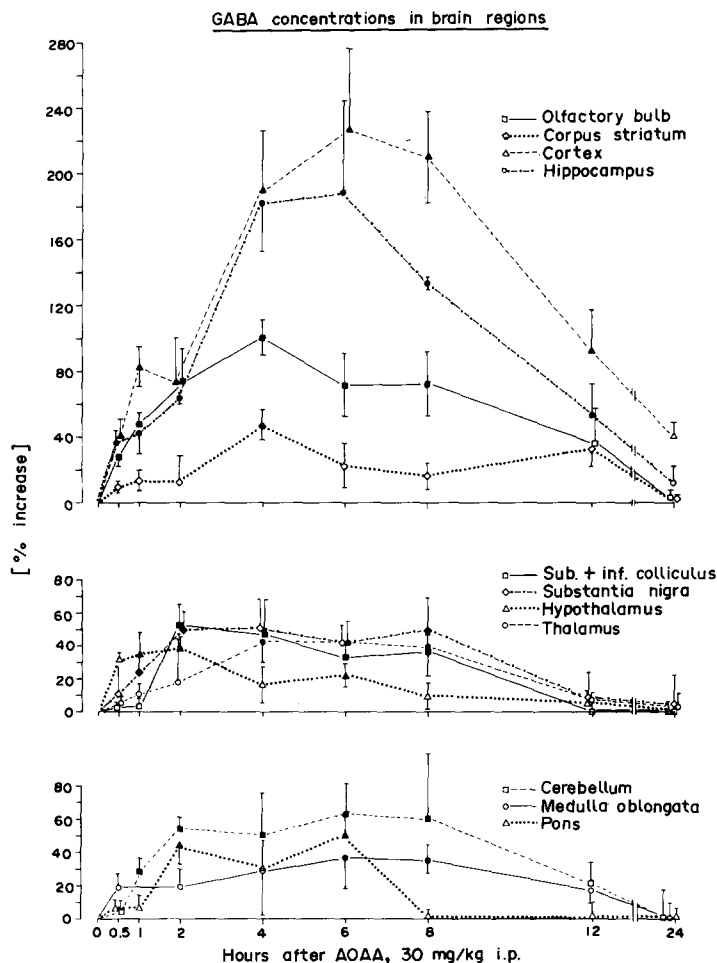 GABA concentrations in brain regions
280
240
200
160
120
80
40
0
Olfactory bulb
Corpus striatum
Cortex
Hippocampus
[% increase]
80
60
40
20
0
Sub. + inf. colliculus
Substantia nigra
Hypothalamus
Thalamus
80
60
40
20
0
Cerebellum
Medulla oblongata
Pons
0 0.5 1 2 4 6 8 12 24
Hours after AOAA, 30 mg/kg i.p.